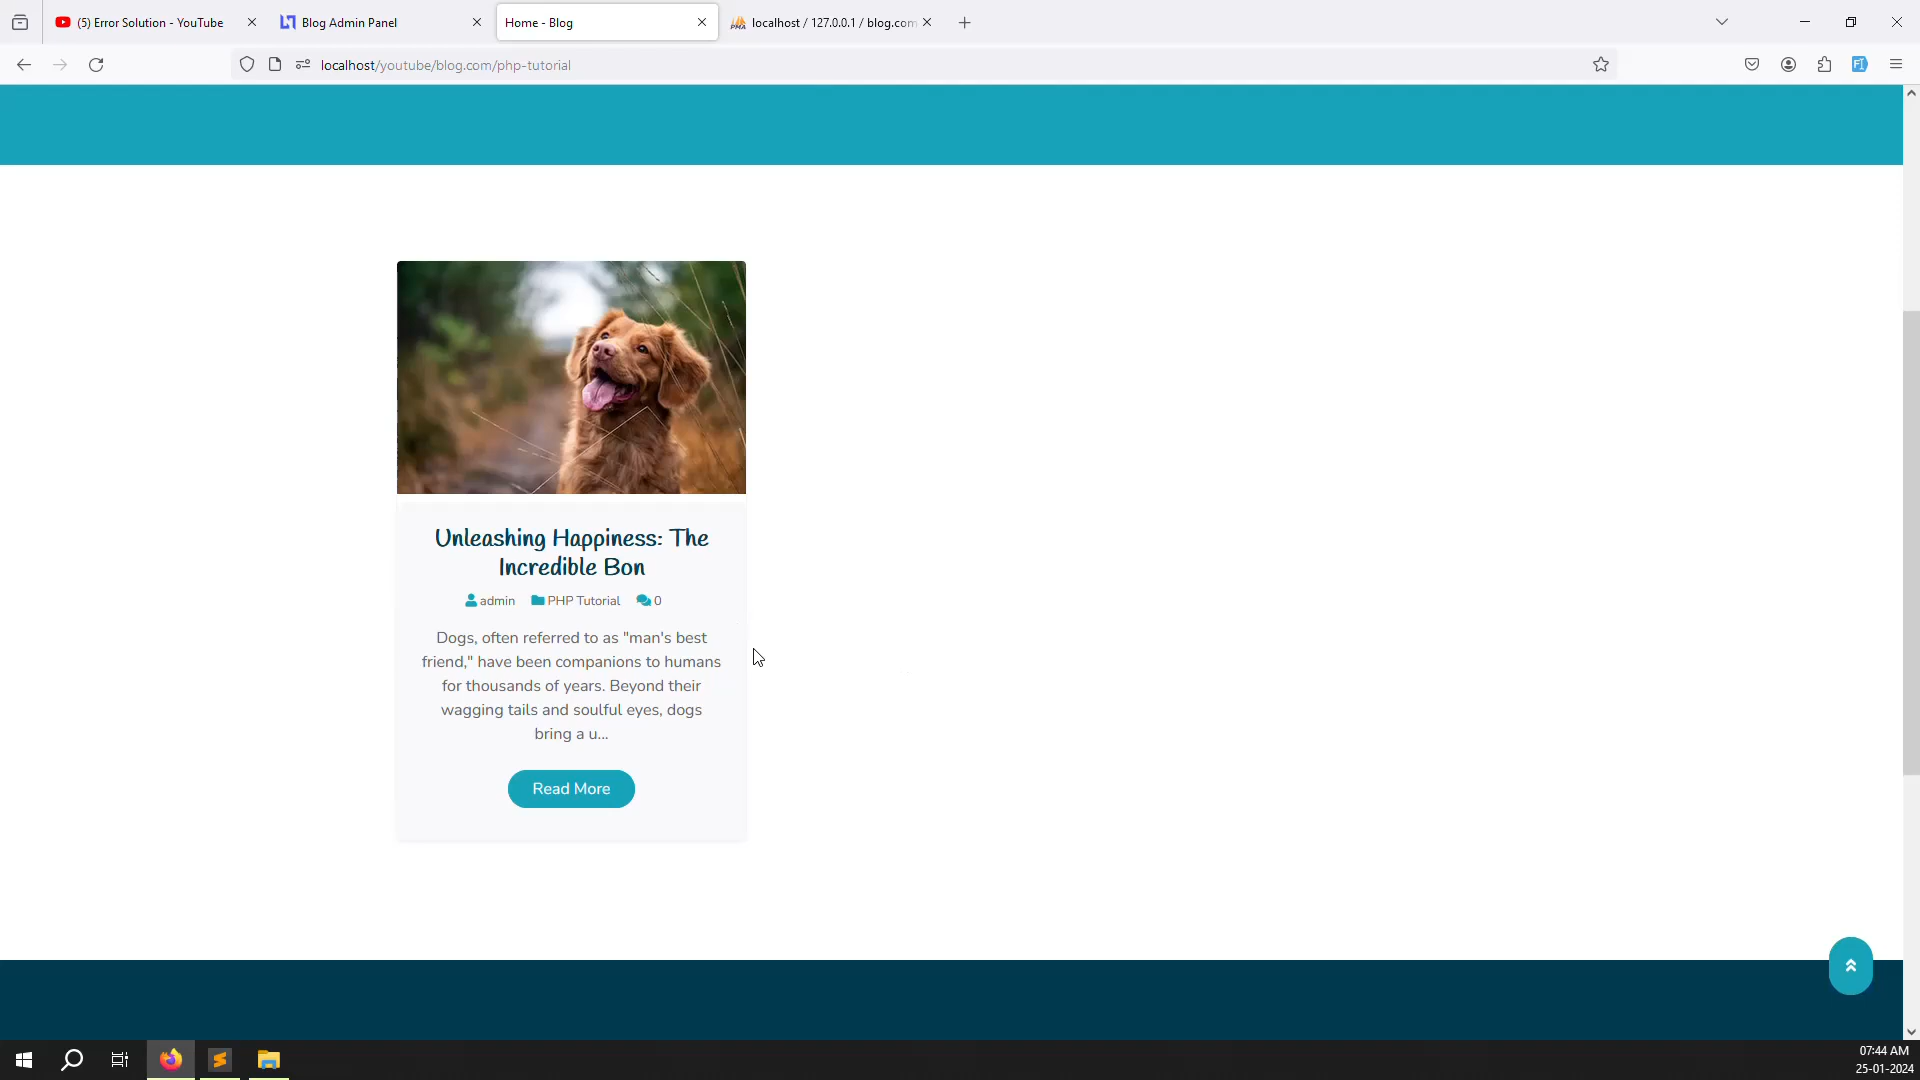 (5) Error Solution - YouTube
Blog Admin Panel
Home - Blog
localhost / 127.0.0.1 / blog.com
localhost/youtube/blog.com/php-tutorial
Unleashing Happiness: The
Incredible Bon
admin PHP Tutorial 0
Dogs, often referred to as "man's best
friend," have been companions to humans
for thousands of years. Beyond their
wagging tails and soulful eyes, dogs
bring a u...
Read More
07:44 AM
25-01-2024